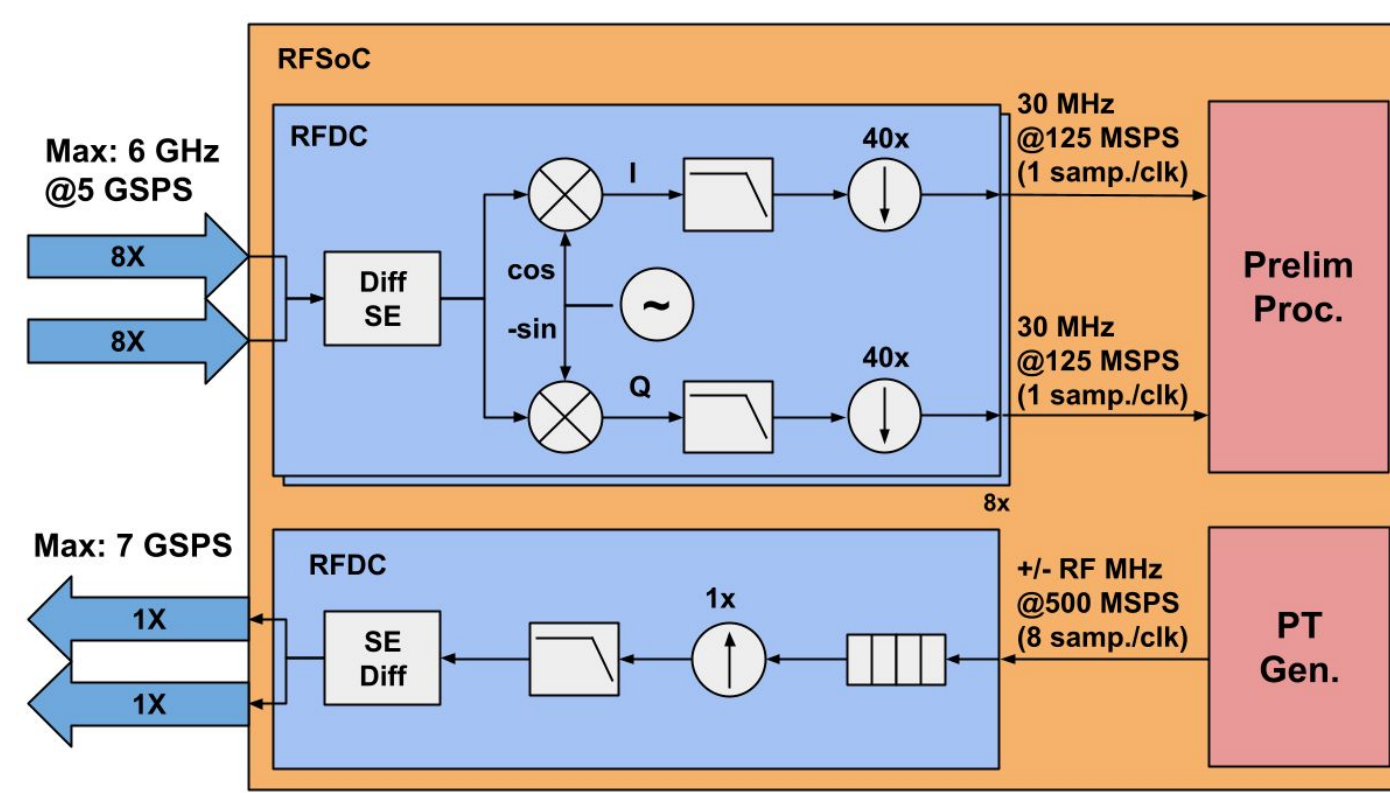 RFSoC
RFDC
Max: 6 GHz
@5 GSPS
8X
8X
Diff
SE
cos
-sin
~
I
Q
40x
40x
30 MHz
@125 MSPS
(1 samp./clk)
30 MHz
@125 MSPS
(1 samp./clk)
Prelim
Proc.
8x
Max: 7 GSPS
1X
1X
RFDC
SE
Diff
1x
+/- RF MHz
@500 MSPS
(8 samp./clk)
PT
Gen.